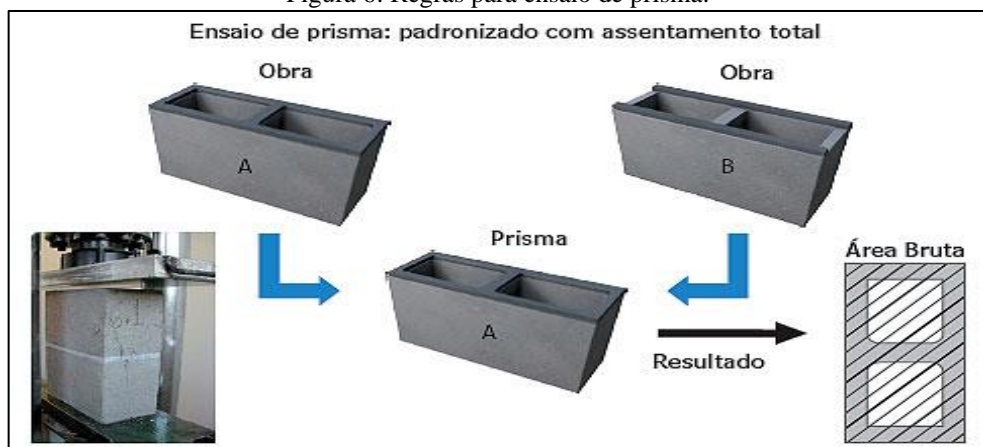 Figura 6: Regras para ensaio de prisma.
Ensaio de prisma: padronizado com assentamento total
Obra
Obra
A
B
Prisma
Área Bruta
A
Resultado